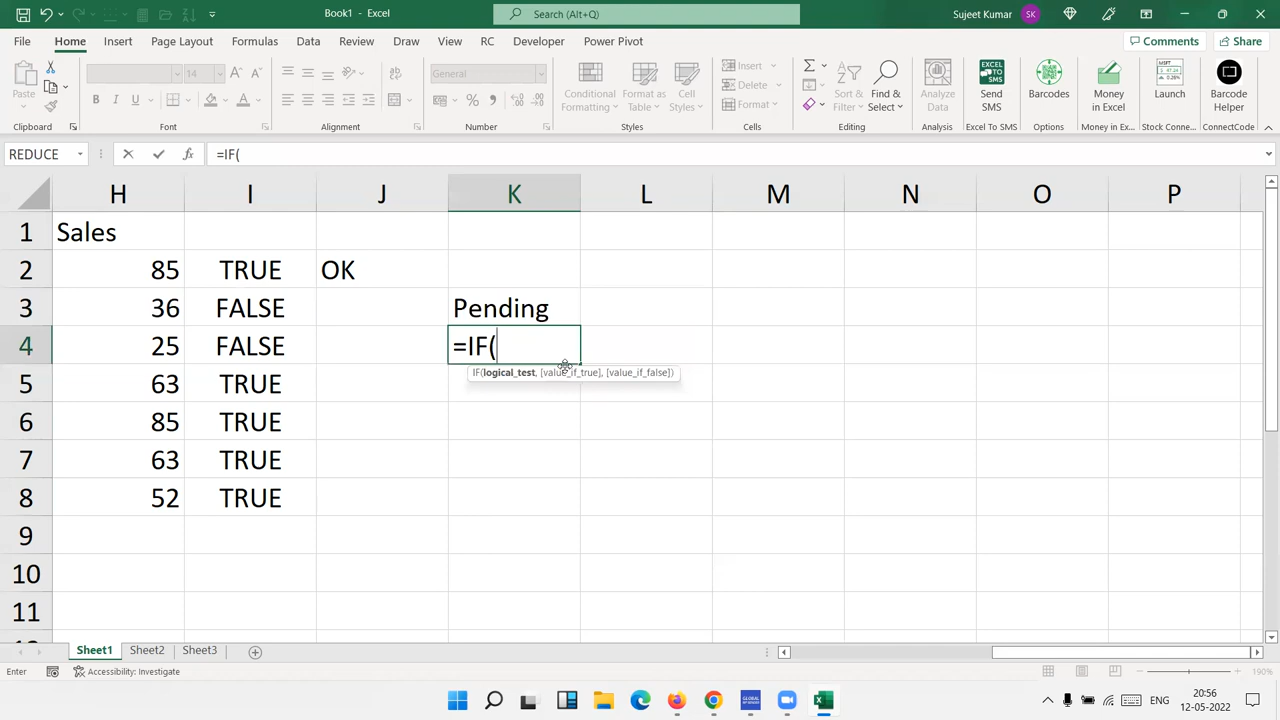 Book1 - Excel
Search (Alt+Q)
Sujeet Kumar
SK
File Home Insert Page Layout Formulas Data Review Draw View RC Developer Help Power Pivot
Comments
Share
Paste
14
General
Conditional Formatting
Format as Table
Cell Styles
Insert
Delete
Format
Sort & Filter
Find & Select
Analyze Data
Send SMS
Barcodes
Money in Excel
Launch
Barcode Helper
Clipboard
Font
Alignment
Number
Styles
Cells
Editing
Analysis
Excel To SMS
Options
Money in Ex...
Stock Conne...
ConnectCode
REDUCE
fx
=IF(
H I J K L M N O P
1 Sales
2 85 TRUE OK
3 36 FALSE Pending
4 25 FALSE =IF(
IF(logical_test, [value_if_true], [value_if_false])
5 63 TRUE
6 85 TRUE
7 63 TRUE
8 52 TRUE
9
10
11
Sheet1 Sheet2 Sheet3
Enter
Accessibility: Investigate
190%
ENG
20:56
12-05-2022